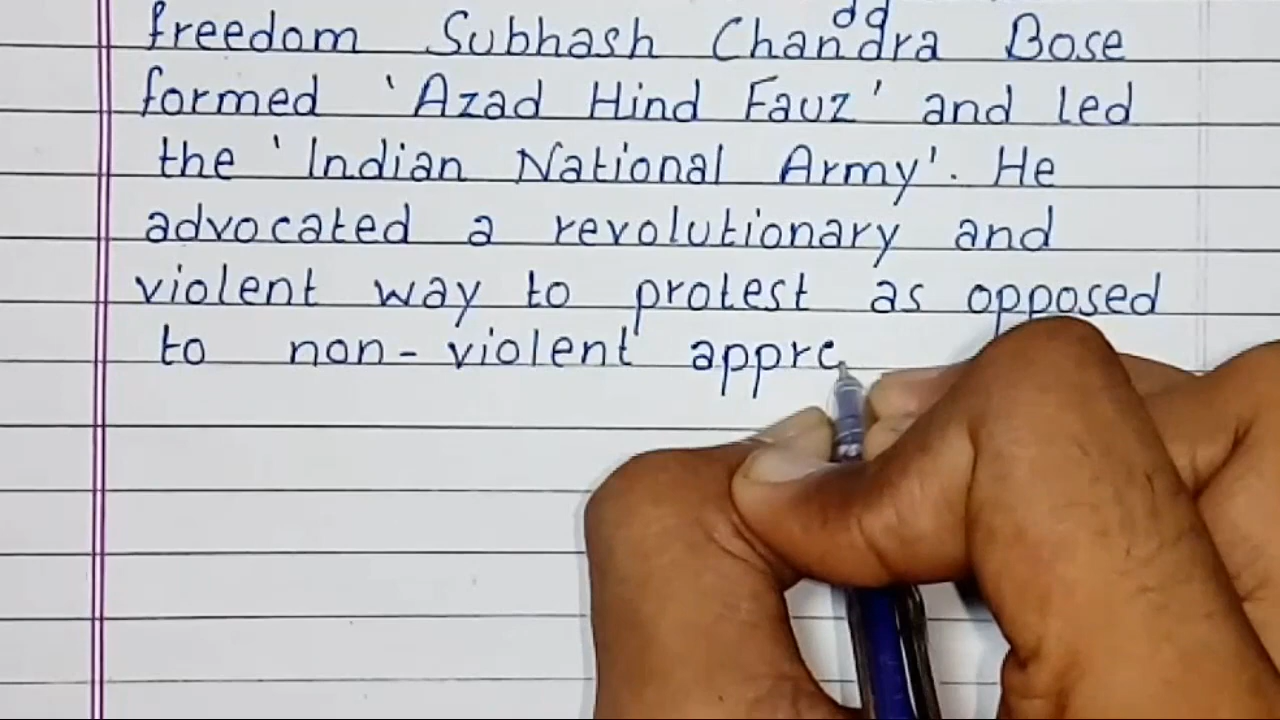 freedom Subhash Chandra Bose
formed 'Azad Hind Fauz' and led
the 'Indian National Army'. He
advocated a revolutionary and
violent way to protest as opposed
to non-violent appr